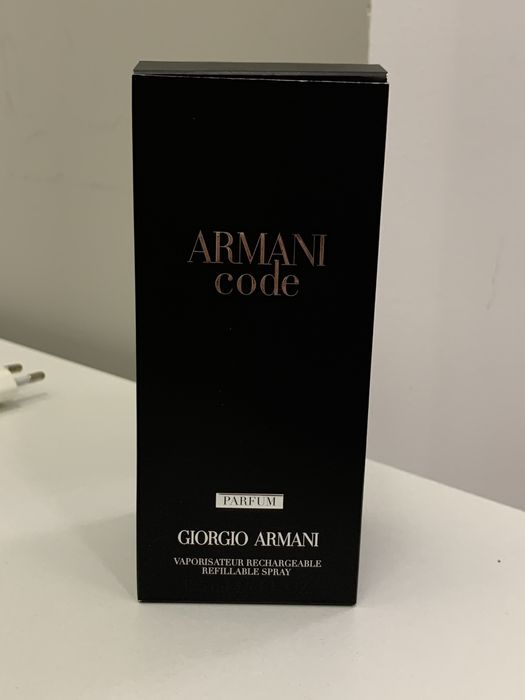 ARMANI
code
PARFUM
GIORGIO ARMANI
VAPORISATEUR RECHARGEABLE
REFILLABLE SPRAY